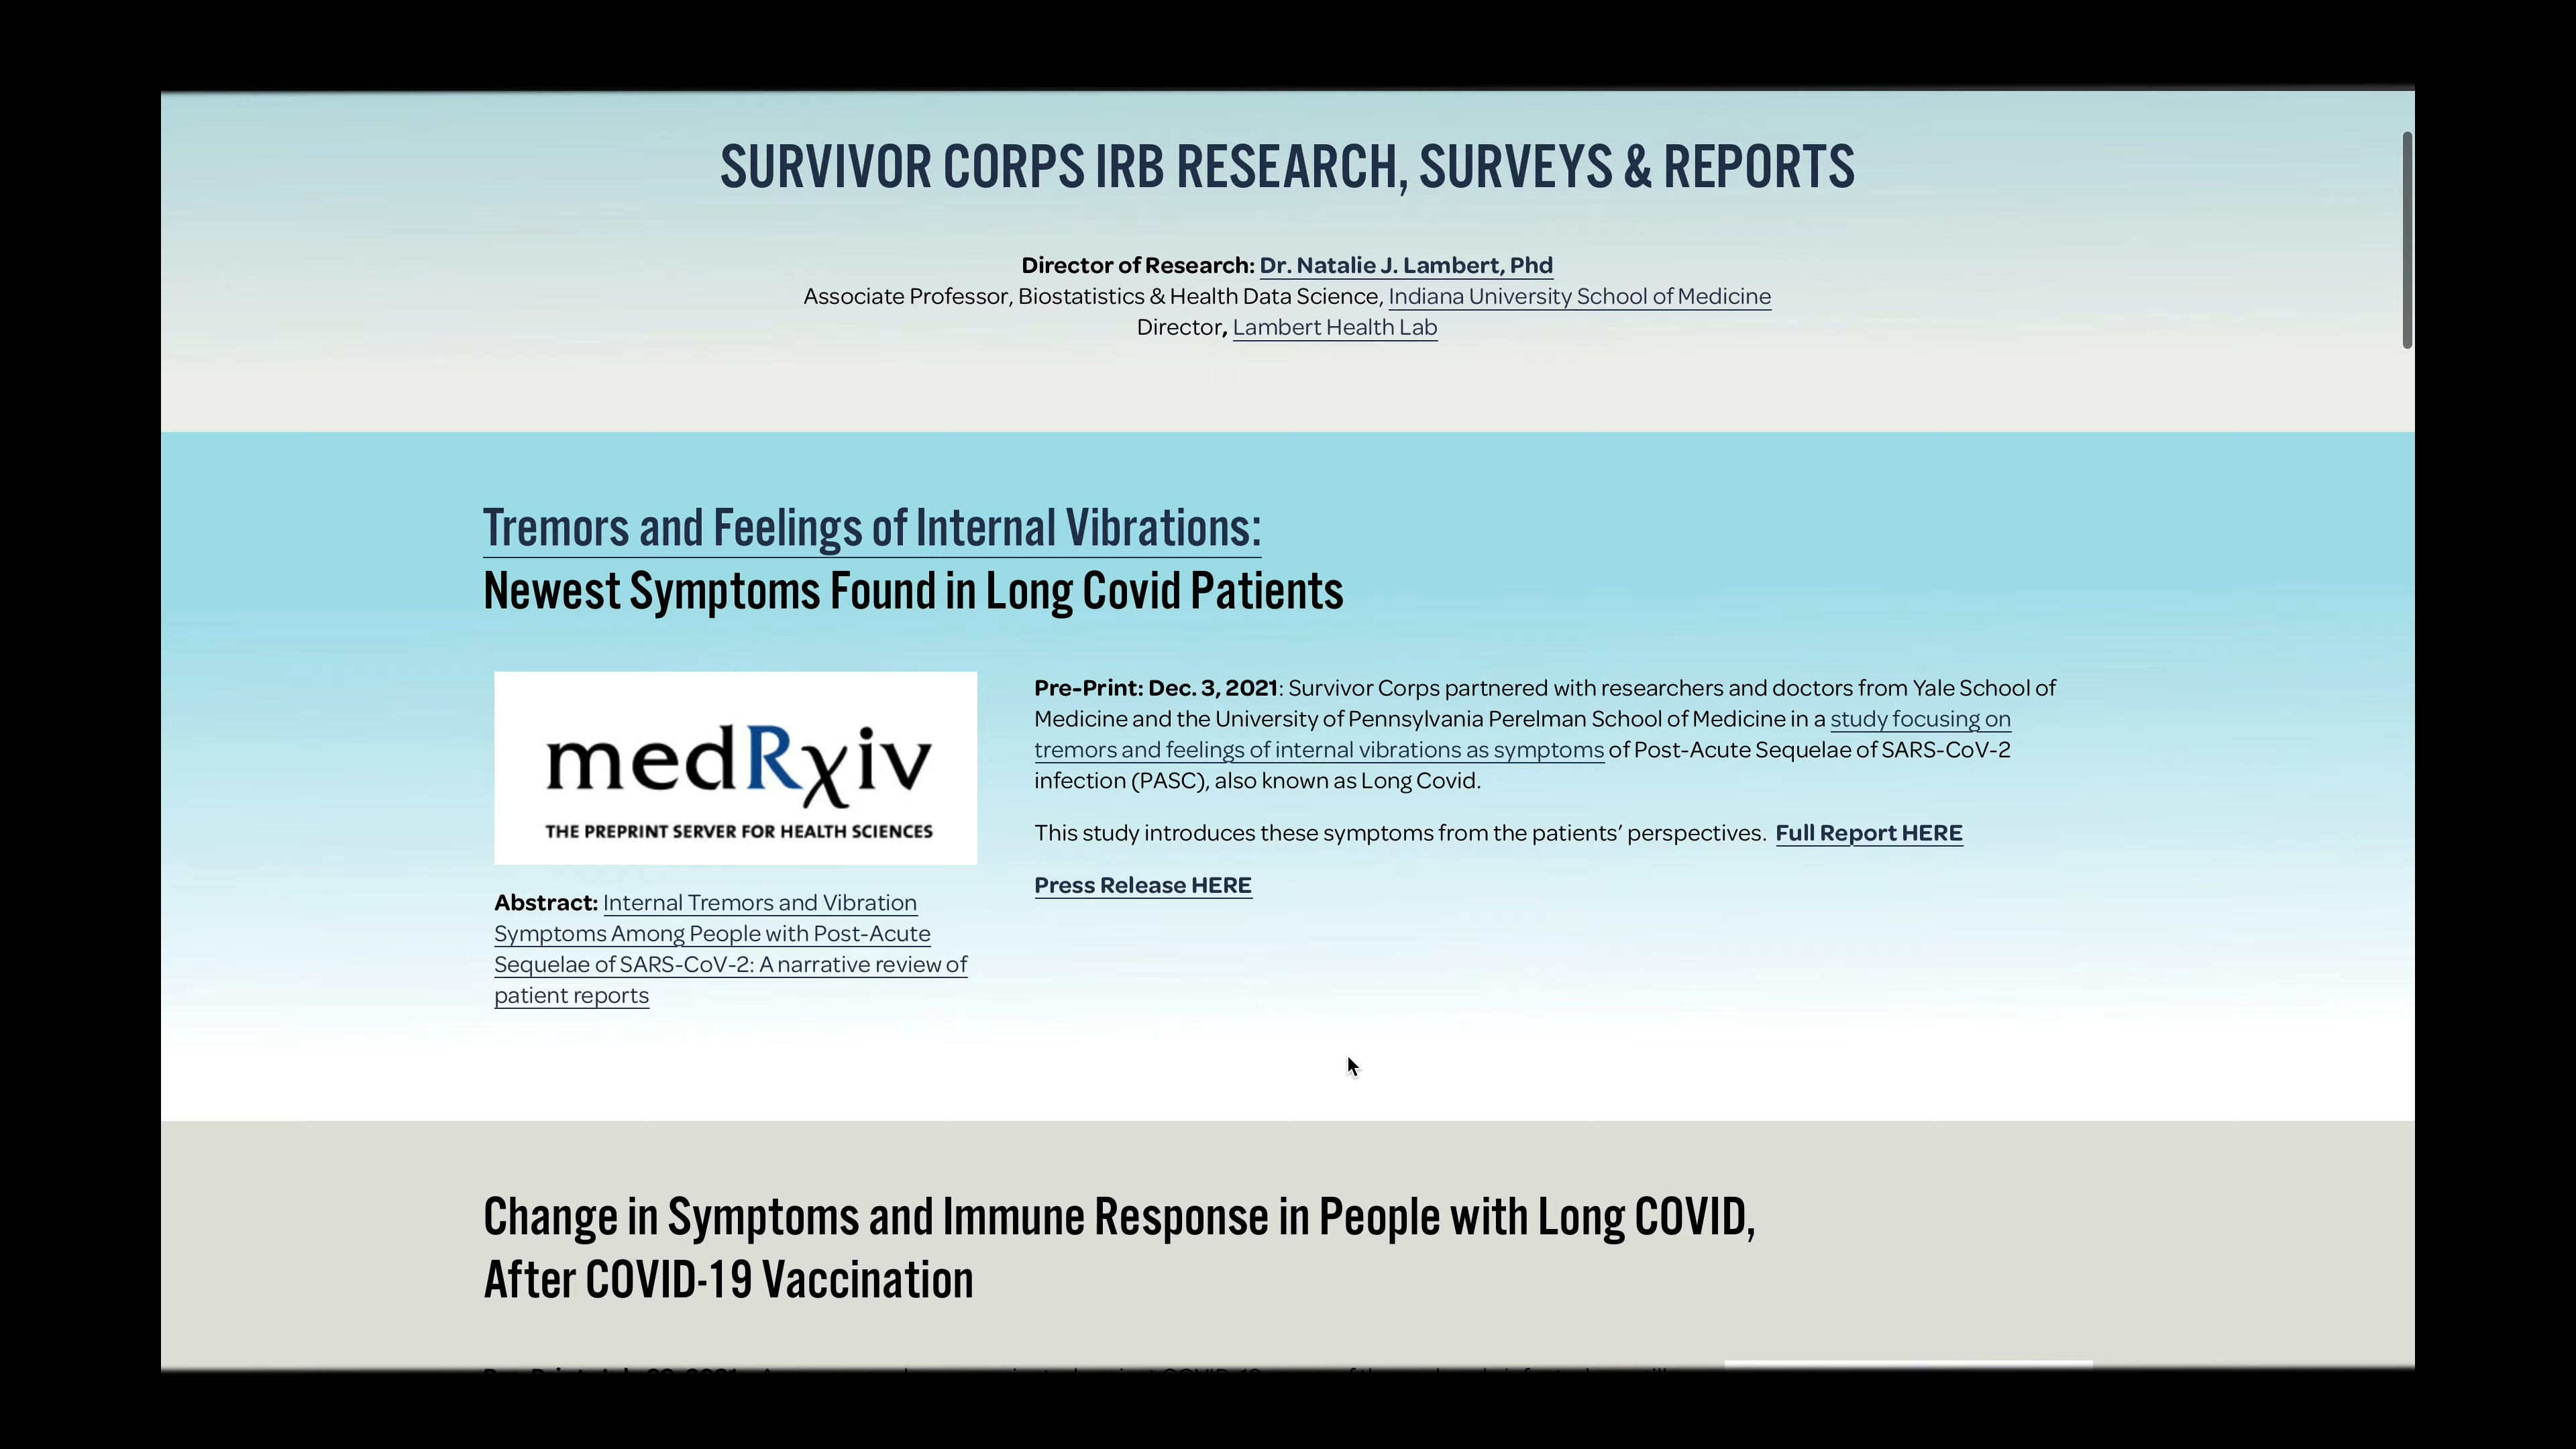 SURVIVOR CORPS IRB RESEARCH, SURVEYS & REPORTS
Director of Research: Dr. Natalie J. Lambert, Phd
Associate Professor, Biostatistics & Health Data Science, Indiana University School of Medicine
Director, Lambert Health Lab
Tremors and Feelings of Internal Vibrations:
Newest Symptoms Found in Long Covid Patients
medRxiv
THE PREPRINT SERVER FOR HEALTH SCIENCES
Abstract: Internal Tremors and Vibration
Symptoms Among People with Post-Acute
Sequelae of SARS-CoV-2: A narrative review of
patient reports
Pre-Print: Dec. 3, 2021: Survivor Corps partnered with researchers and doctors from Yale School of
Medicine and the University of Pennsylvania Perelman School of Medicine in a study focusing on
tremors and feelings of internal vibrations as symptoms of Post-Acute Sequelae of SARS-CoV-2
infection (PASC), also known as Long Covid.
This study introduces these symptoms from the patients' perspectives. Full Report HERE
Press Release HERE
Change in Symptoms and Immune Response in People with Long COVID,
After COVID-19 Vaccination